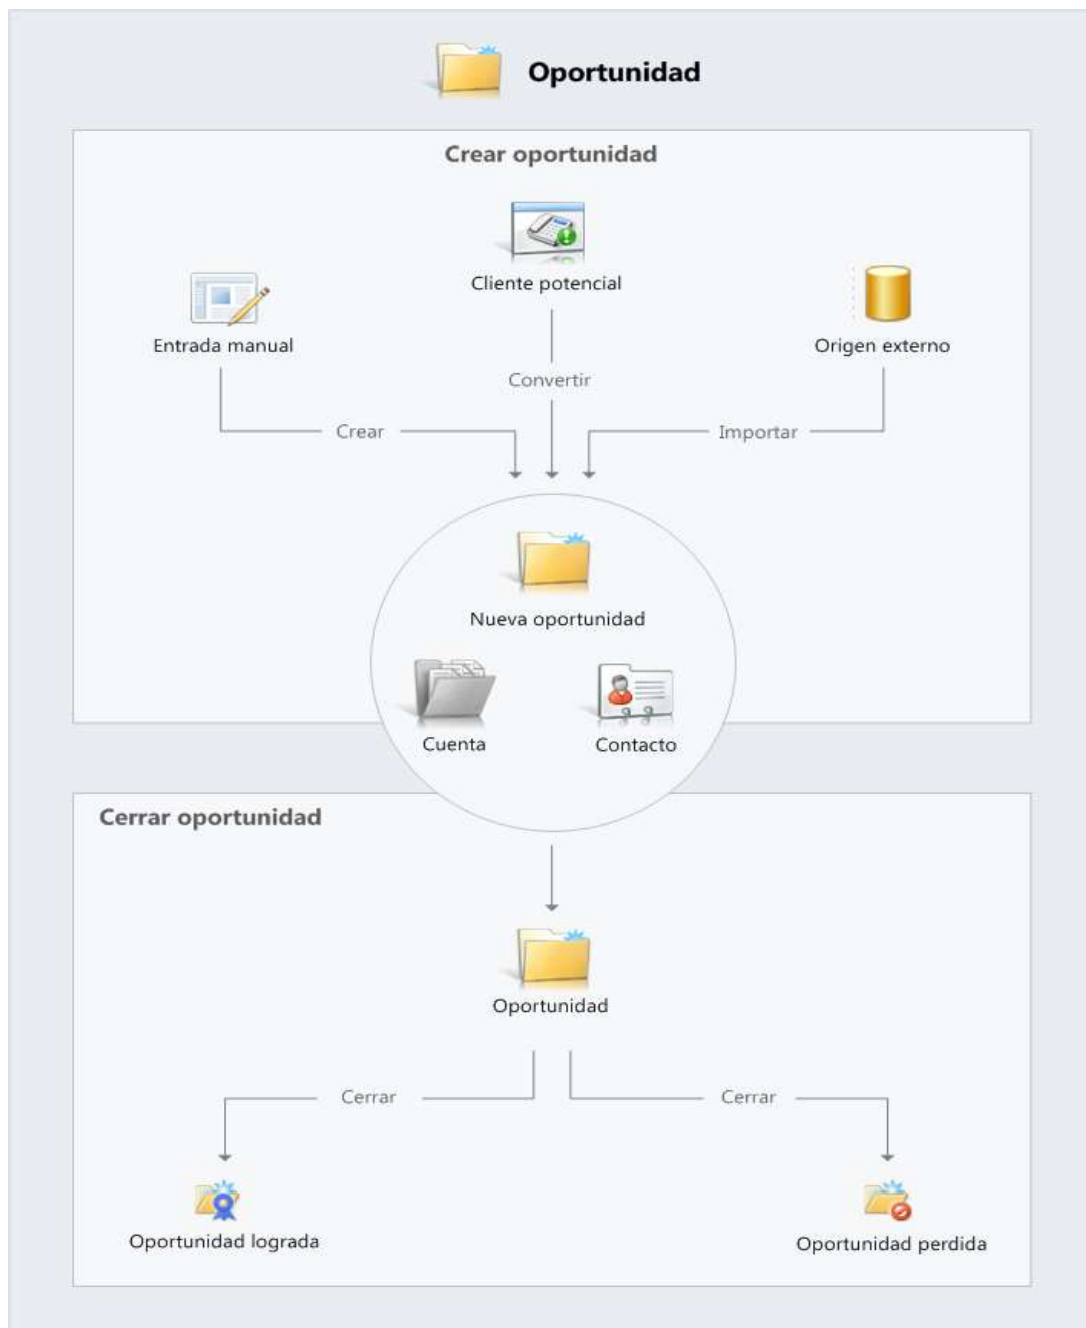 Oportunidad
Crear oportunidad
Cliente potencial
Entrada manual
Origen externo
Convertir
Crear
Importar
Nueva oportunidad
Cuenta
Contacto
Cerrar oportunidad
Oportunidad
Cerrar
Cerrar
Oportunidad lograda
Oportunidad perdida